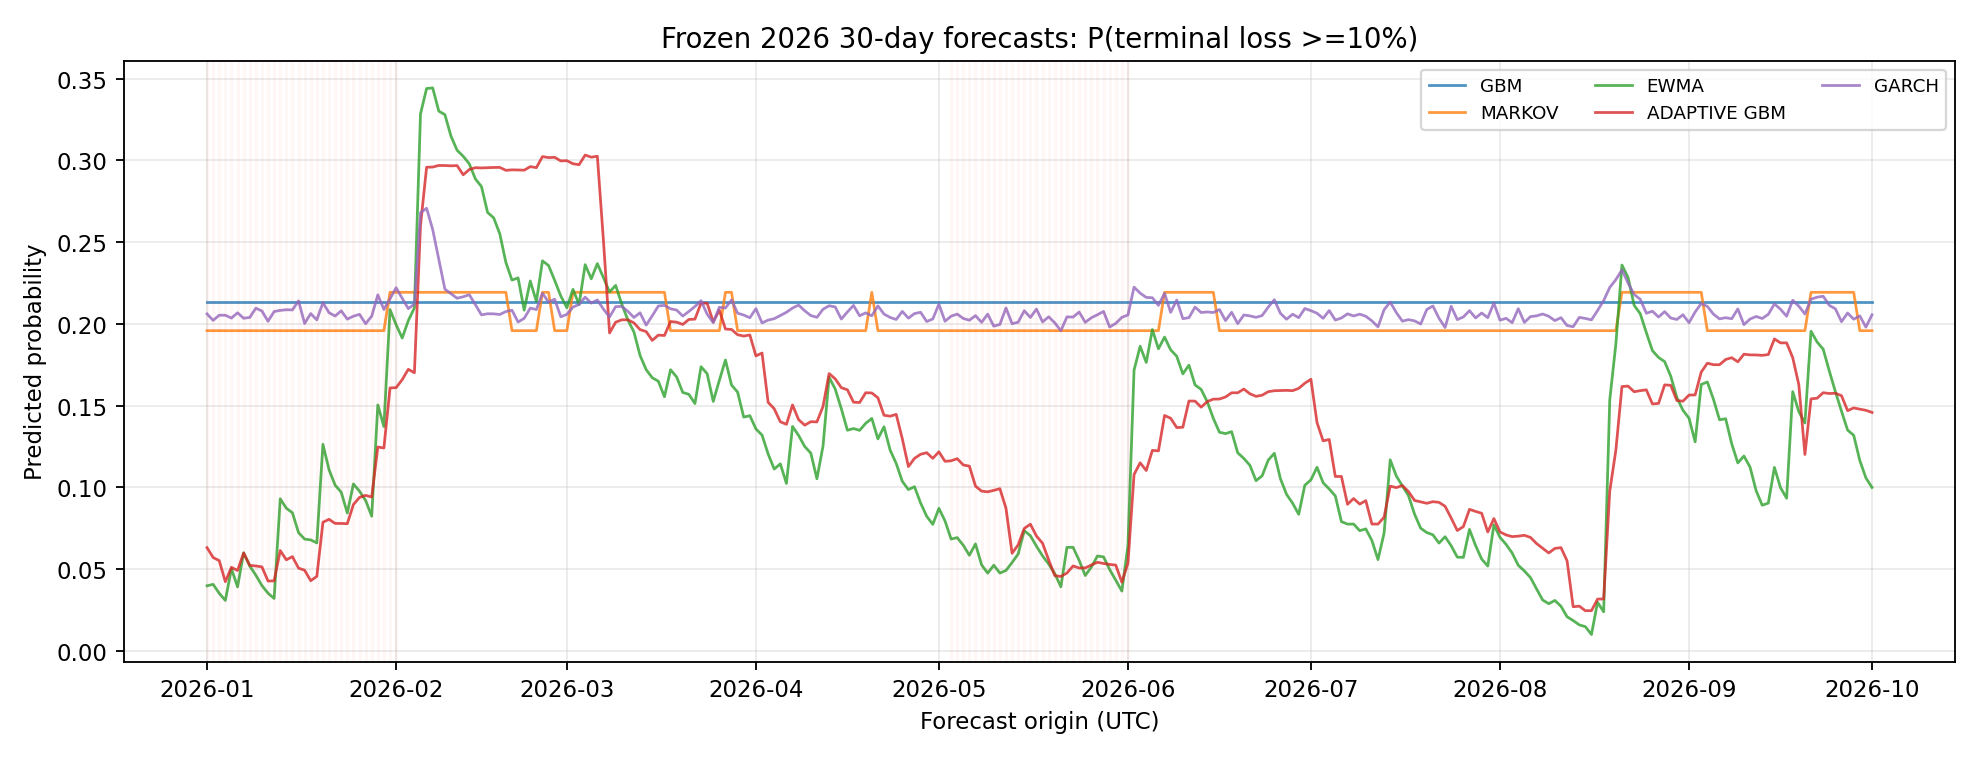 Frozen 2026 30-day forecasts: P(terminal loss >=10%)
GBM
MARKOV
EWMA
ADAPTIVE GBM
GARCH
Predicted probability
0.35
0.30
0.25
0.20
0.15
0.10
0.05
0.00
2026-01 2026-02 2026-03 2026-04 2026-05 2026-06 2026-07 2026-08 2026-09 2026-10
Forecast origin (UTC)